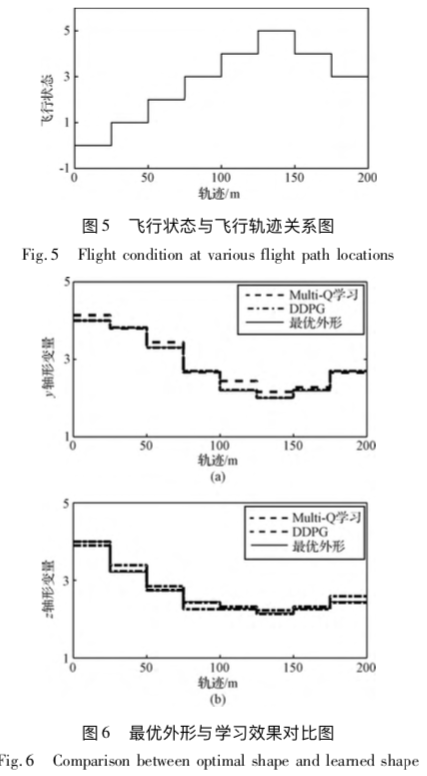 5
3
1
-1
飞行状态
0
50
100
150
200
轨迹/m
图 5 飞行状态与飞行轨迹关系图
Fig. 5 Flight condition at various flight path locations
5
3
1
y轴形变量
Multi-Q学习
DDPG
最优外形
0
50
100
150
200
轨迹/m
(a)
5
3
1
z轴形变量
Multi-Q学习
DDPG
最优外形
0
50
100
150
200
轨迹/m
(b)
图 6 最优外形与学习效果对比图
Fig. 6 Comparison between optimal shape and learned shape